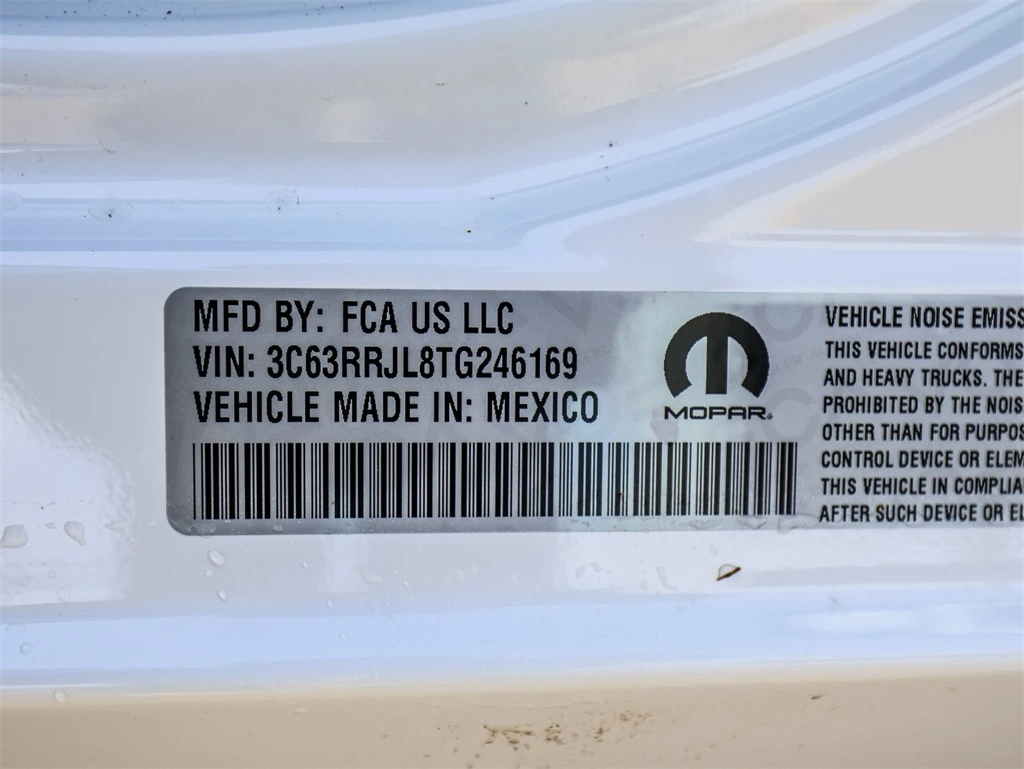 MFD BY: FCA US LLC
VIN: 3C63RRJL8TG246169
VEHICLE MADE IN: MEXICO
MOPAR®
VEHICLE NOISE EMISS
THIS VEHICLE CONFORMS
AND HEAVY TRUCKS. THE
PROHIBITED BY THE NOIS
OTHER THAN FOR PURPOS
CONTROL DEVICE OR ELEM
THIS VEHICLE IN COMPLIA
AFTER SUCH DEVICE OR EL